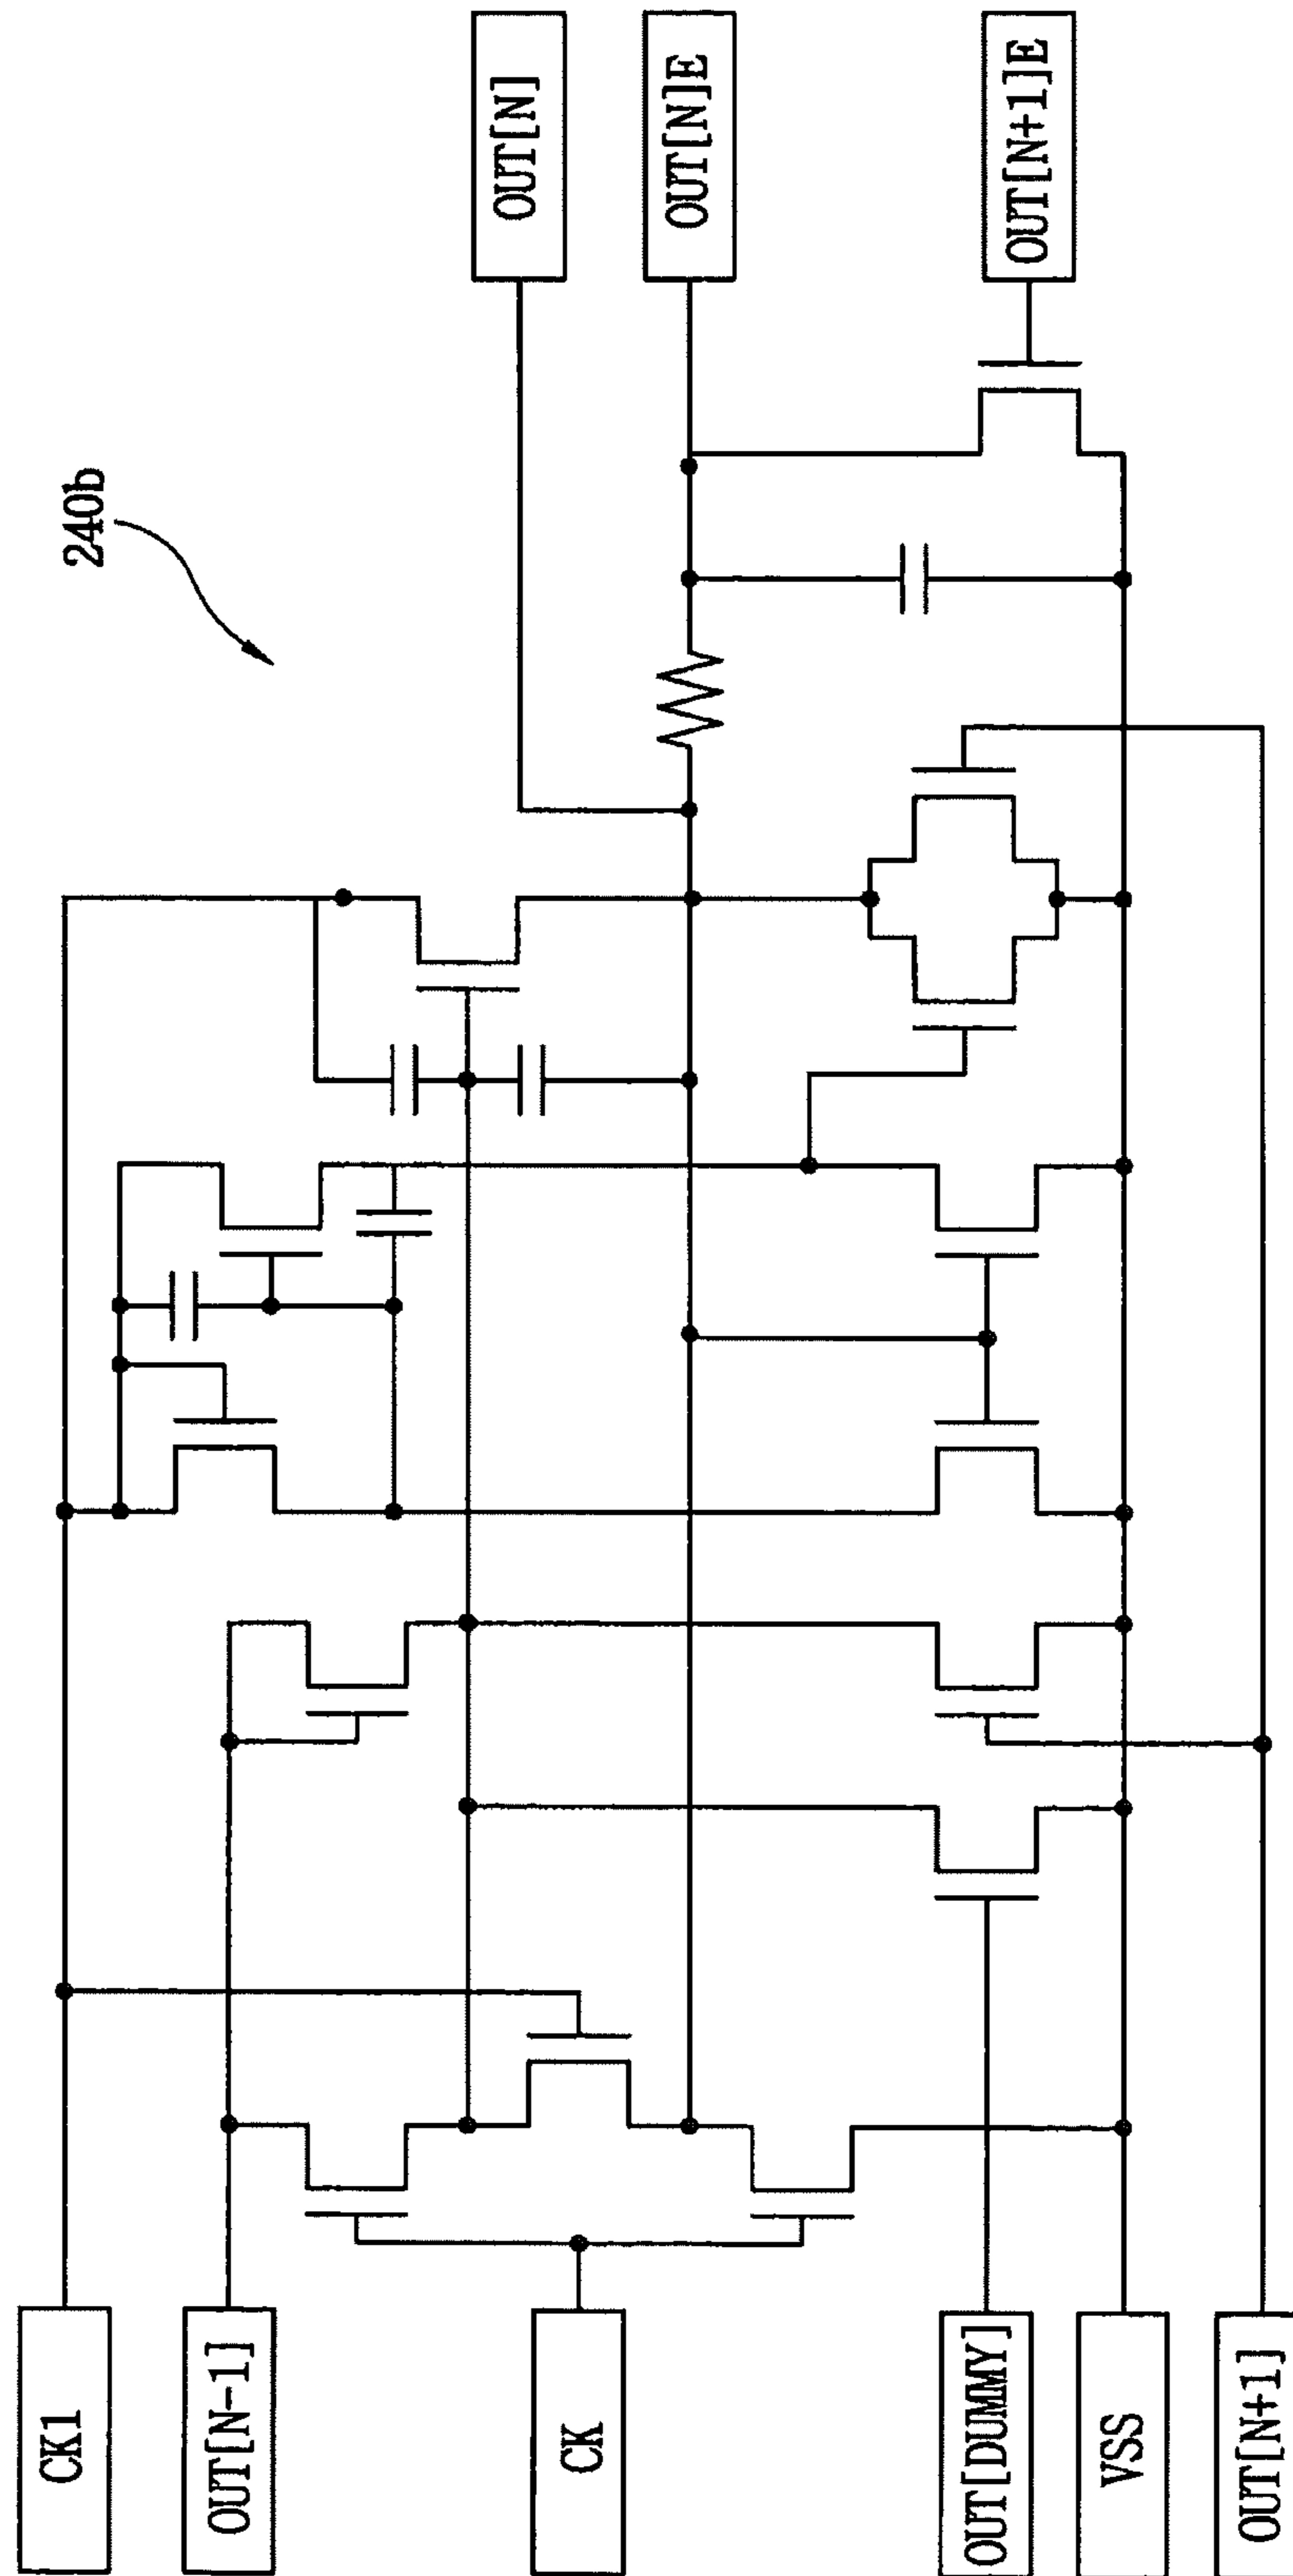 240b
OUT[N]
OUT[N]E
OUT[N+1]E
CK1
OUT[N-1]
CK
OUT[DUMMY]
VSS
OUT[N+1]